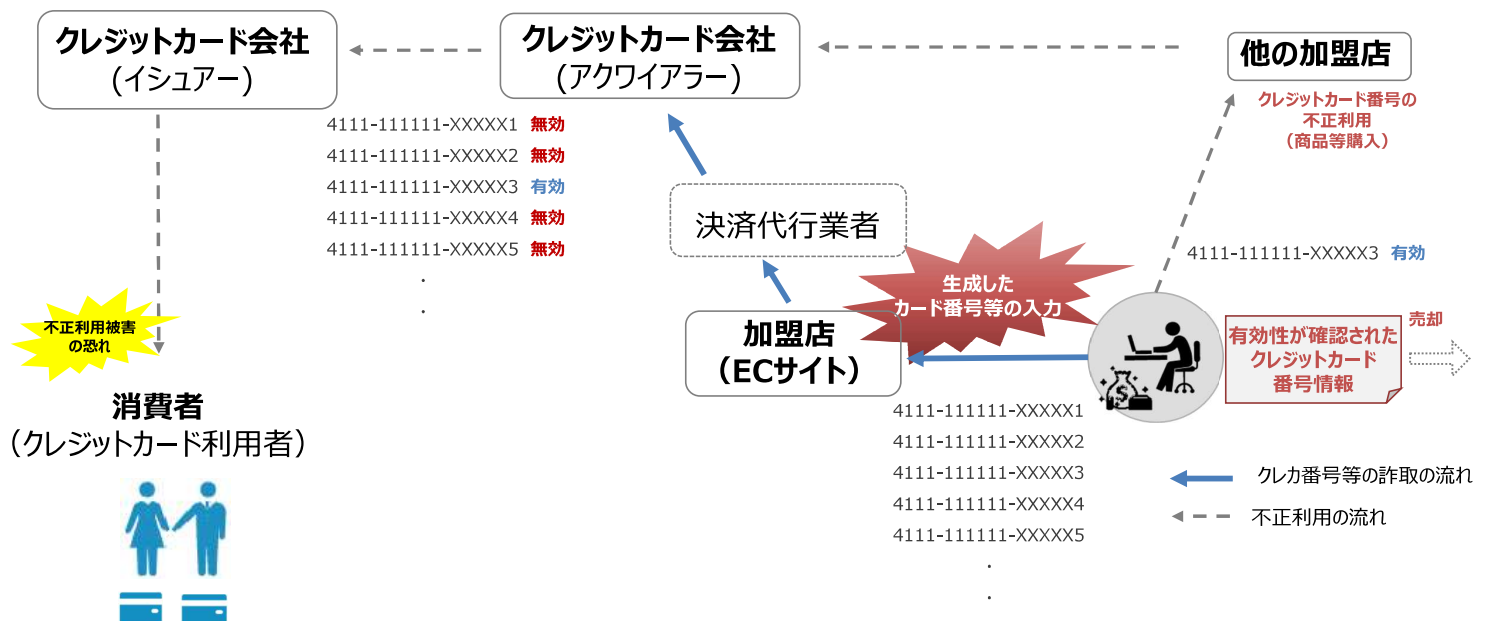 クレジットカード会社
(イシュアー)
クレジットカード会社
(アクワイアラー)
他の加盟店
クレジットカード番号の
不正利用
（商品等購入）
4111-111111-XXXXX1 無効
4111-111111-XXXXX2 無効
4111-111111-XXXXX3 有効
4111-111111-XXXXX4 無効
4111-111111-XXXXX5 無効
.
.
決済代行業者
4111-111111-XXXXX3 有効
生成した
カード番号等の入力
不正利用被害
の恐れ
加盟店
（ECサイト）
有効性が確認された
クレジットカード
番号情報
売却
$
消費者
（クレジットカード利用者）
4111-111111-XXXXX1
4111-111111-XXXXX2
4111-111111-XXXXX3
4111-111111-XXXXX4
4111-111111-XXXXX5
.
.
クレカ番号等の詐取の流れ
不正利用の流れ